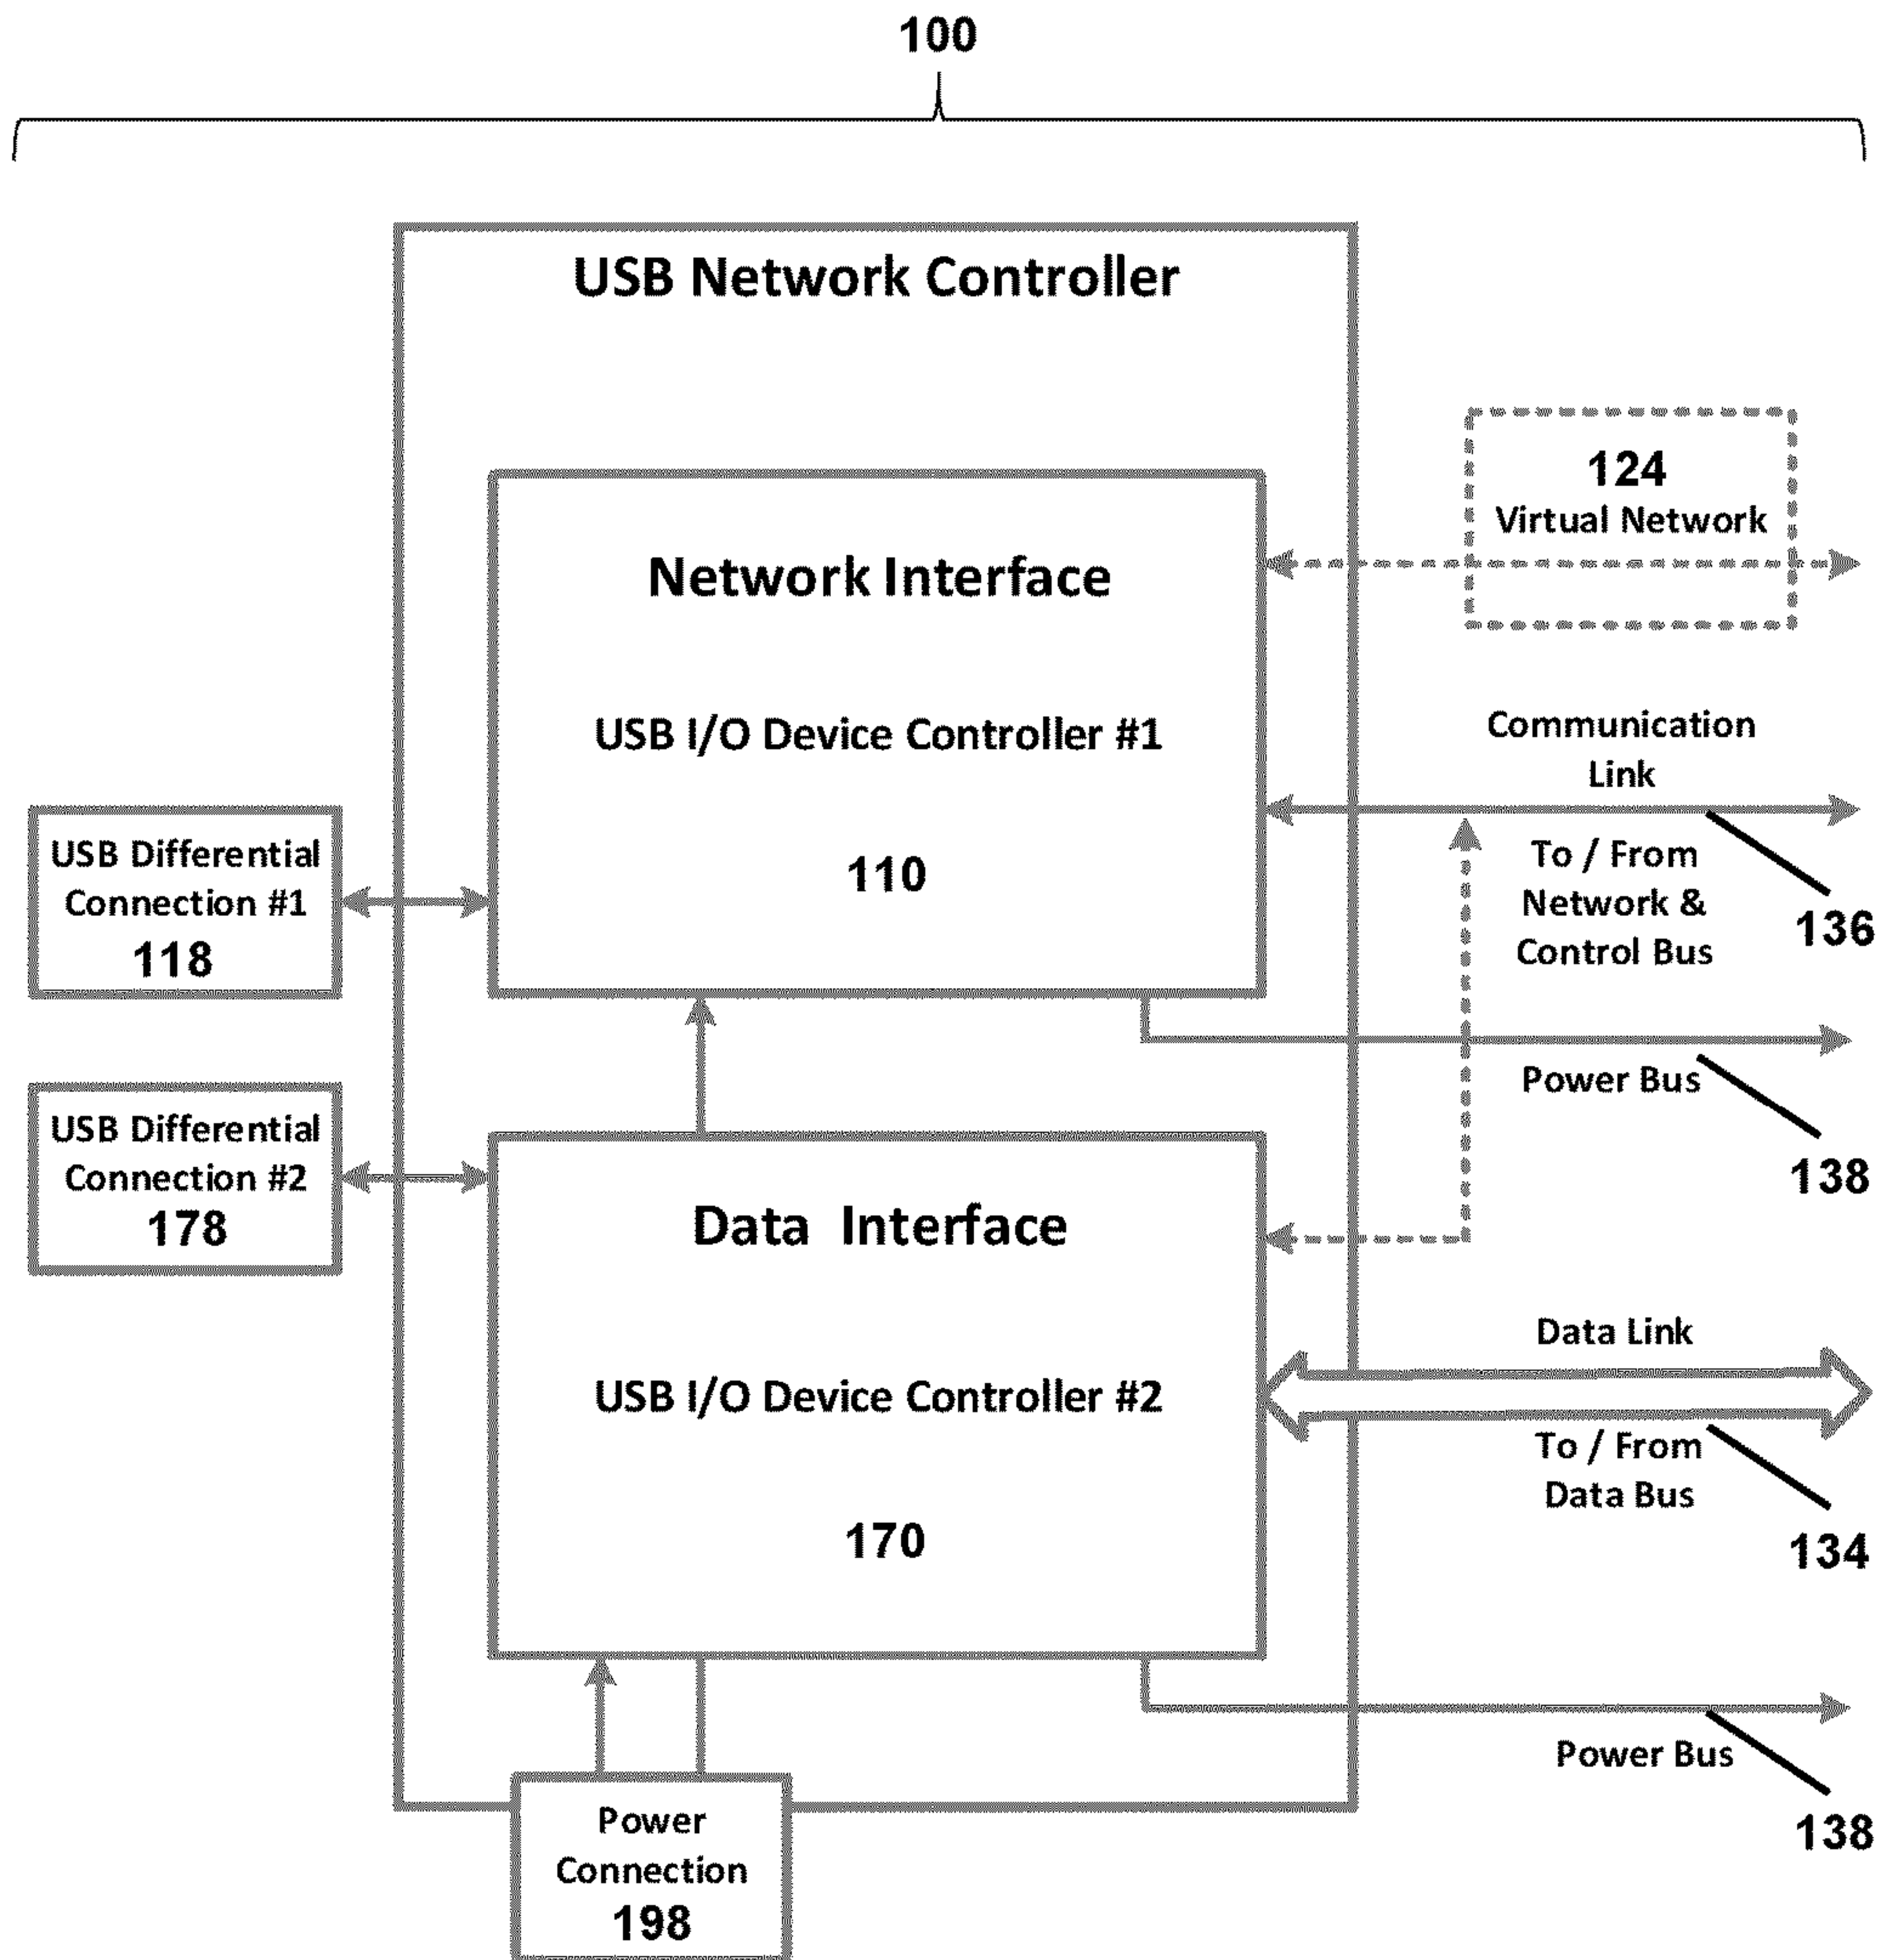 100
USB Network Controller
124
Virtual Network
Network Interface
USB I/O Device Controller #1
110
Communication
Link
To / From
Network &
Control Bus
136
USB Differential
Connection #1
118
Power Bus
138
USB Differential
Connection #2
178
Data Interface
USB I/O Device Controller #2
170
Data Link
To / From
Data Bus
134
Power Bus
138
Power
Connection
198